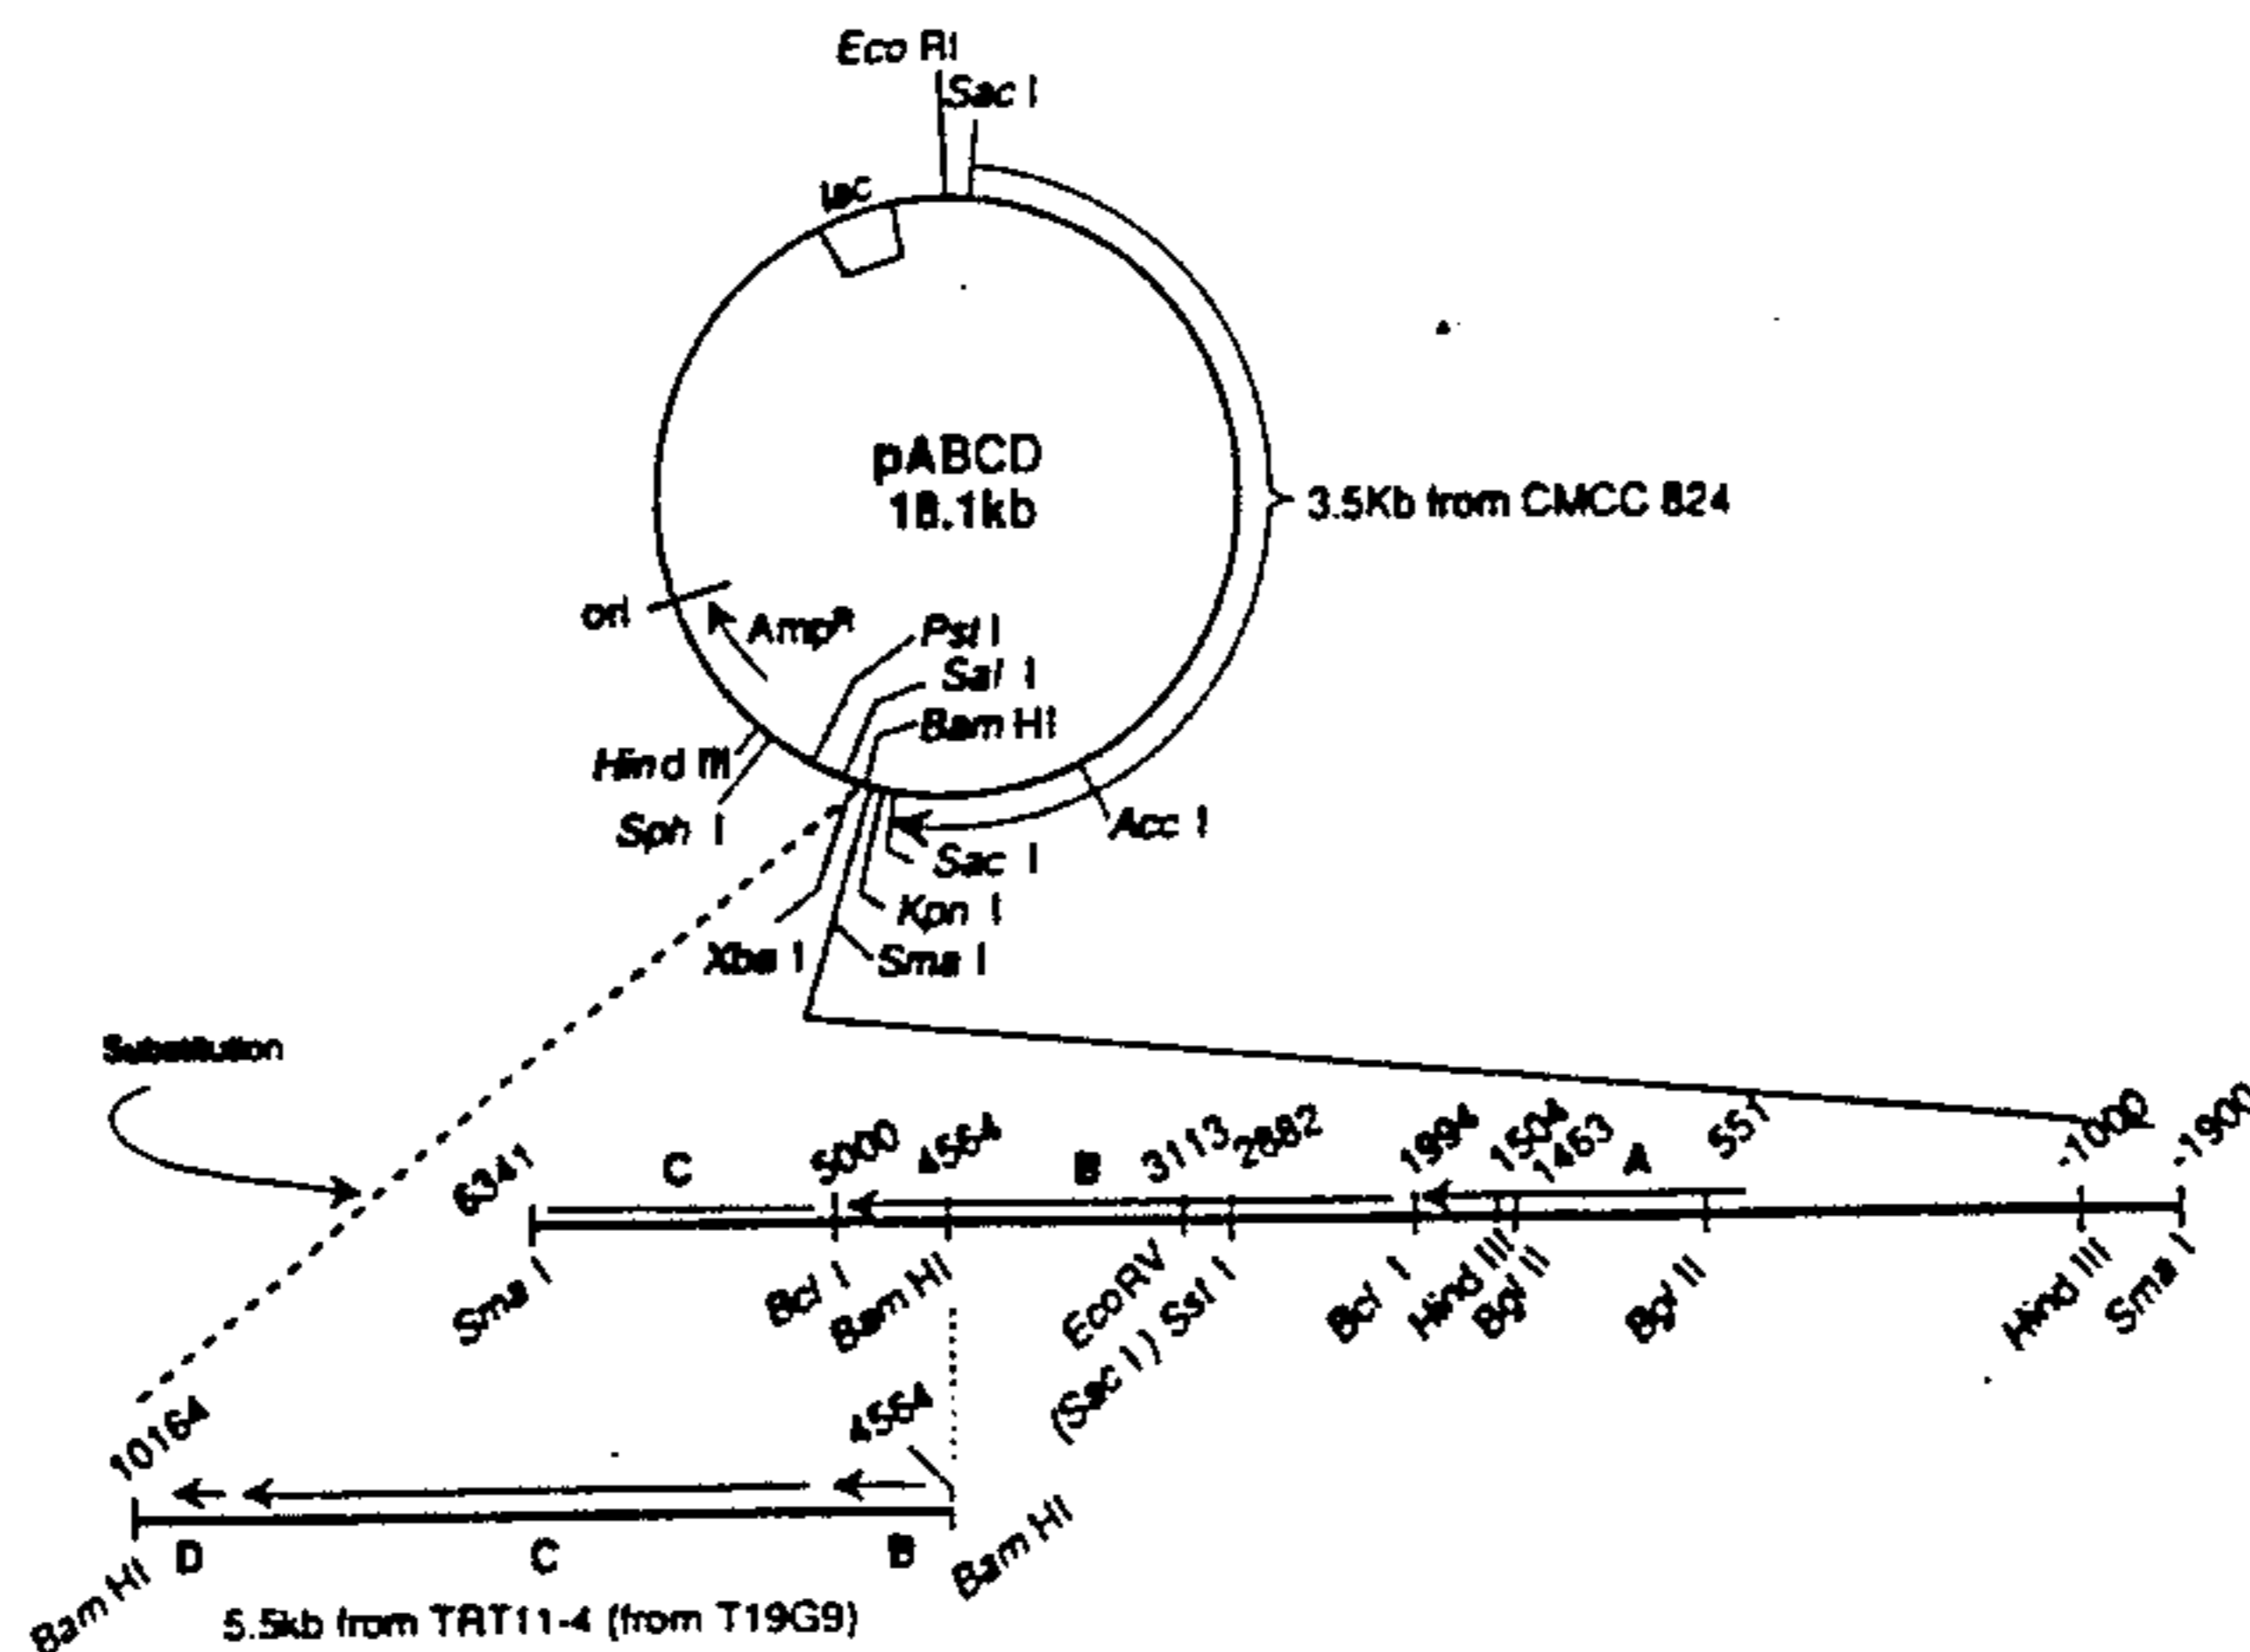 Eco RI
Sac I
lac
pABCD
18.1kb
3.5Kb from CMCC 824
ori
Amp^R
Pst I
Sal I
Bam HI
Hind III
Sph I
Acc I
Sac I
Kpn I
Xba I
Sma I
Substitution
6341
C
5000
4564
B
3113
2882
1994
1504
1463
A
551
-1000
-1900
Sma I
Bcl I
Bam HI
EcoRV
(Sac I) Sst I
Bcl I
Hind III
Bgl II
Bgl II
Hind III
Sma I
10164
4564
Bam HI
D
C
B
Bam HI
5.5kb from TRT11-4 (from T19G9)